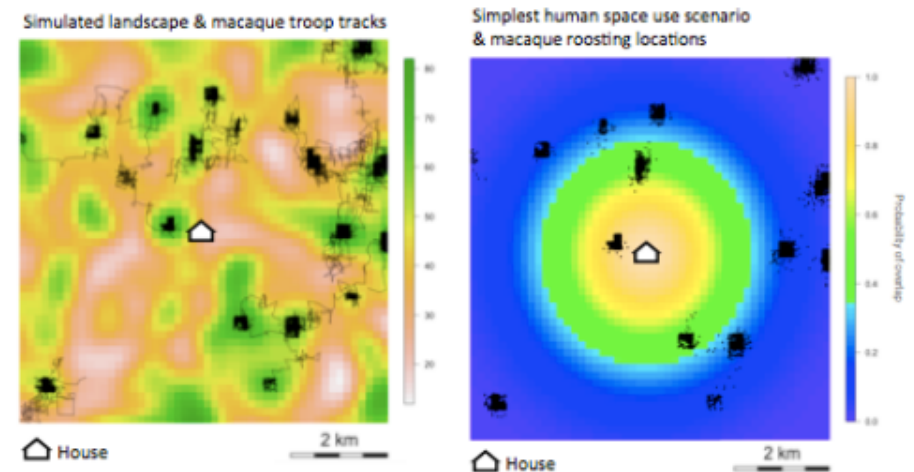 Simulated landscape & macaque troop tracks
80
70
60
50
40
30
20
House
2 km
Simplest human space use scenario
& macaque roosting locations
1.0
0.8
0.6
0.4
0.2
0.0
Probability of overlap
House
2 km